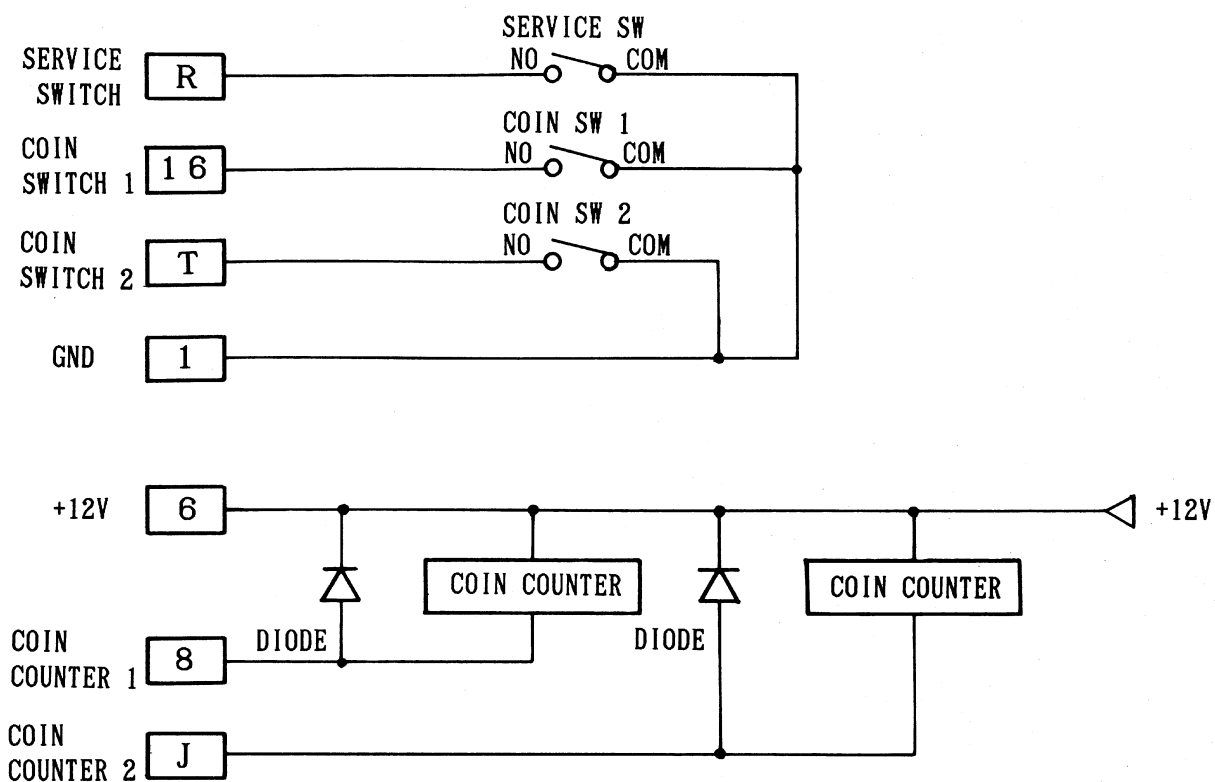 SERVICE SW
SERVICE
SWITCH
R
NO
COM
COIN SW 1
COIN
SWITCH 1
16
NO
COM
COIN SW 2
COIN
SWITCH 2
T
NO
COM
GND
1
+12V
6
+12V
COIN COUNTER
COIN COUNTER
DIODE
DIODE
COIN
COUNTER 1
8
COIN
COUNTER 2
J